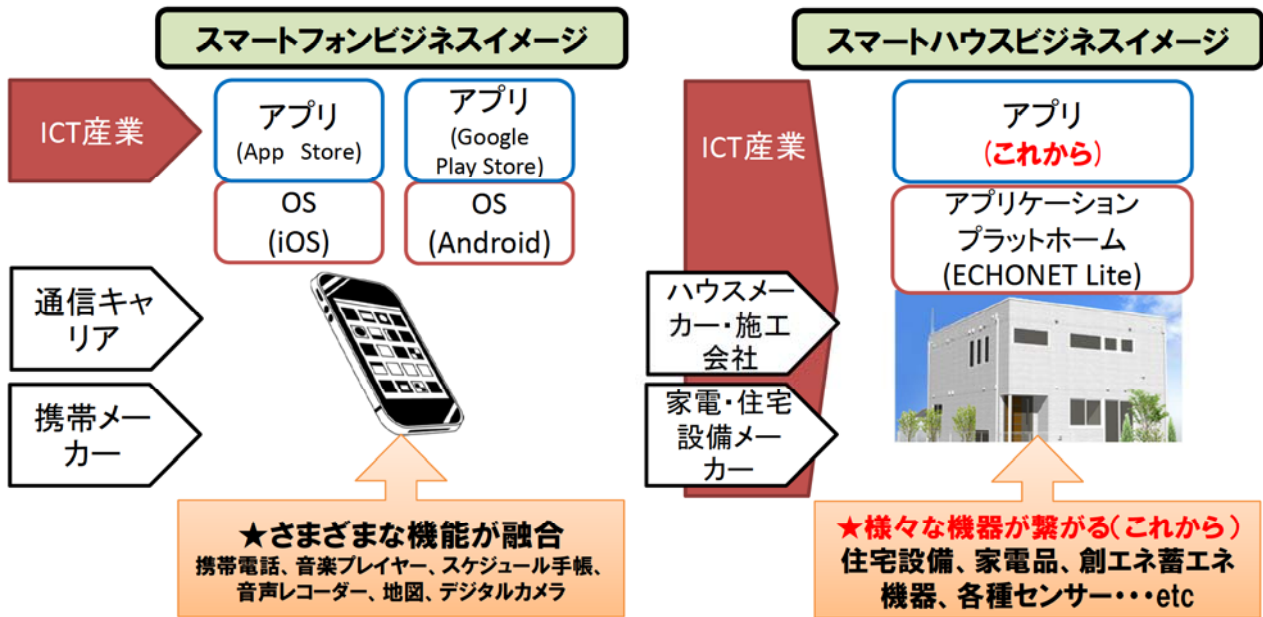 スマートフォンビジネスイメージ
ICT産業
アプリ
(App Store)
アプリ
(Google
Play Store)
OS
(iOS)
OS
(Android)
通信キャ
リア
携帯メー
カー
★さまざまな機能が融合
携帯電話、音楽プレイヤー、スケジュール手帳、
音声レコーダー、地図、デジタルカメラ
スマートハウスビジネスイメージ
ICT産業
アプリ
(これから)
アプリケーション
プラットホーム
(ECHONET Lite)
ハウスメー
カー・施工
会社
家電・住宅
設備メー
カー
★様々な機器が繋がる(これから)
住宅設備、家電品、創エネ蓄エネ
機器、各種センサー・・・etc